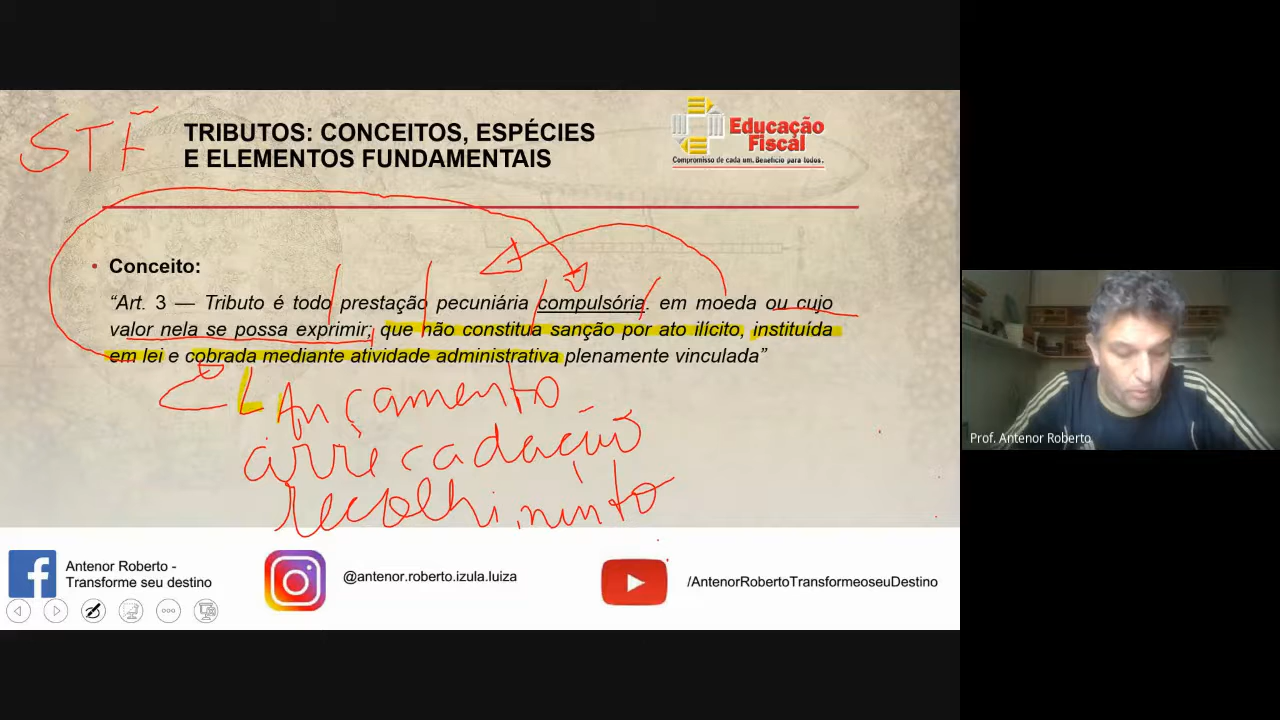 STF
TRIBUTOS: CONCEITOS, ESPÉCIES
E ELEMENTOS FUNDAMENTAIS
Educação
Fiscal
Compromisso de cada um. Benefício para todos.
• Conceito:
“Art. 3 — Tributo é todo prestação pecuniária compulsória. em moeda ou cujo
valor nela se possa exprimir; que não constitua sanção por ato ilícito, instituída
em lei e cobrada mediante atividade administrativa plenamente vinculada”
Lançamento
arrecadação
recolhimento
Antenor Roberto -
Transforme seu destino
@antenor.roberto.izula.luiza
/AntenorRobertoTransformeoseuDestino
Prof. Antenor Roberto